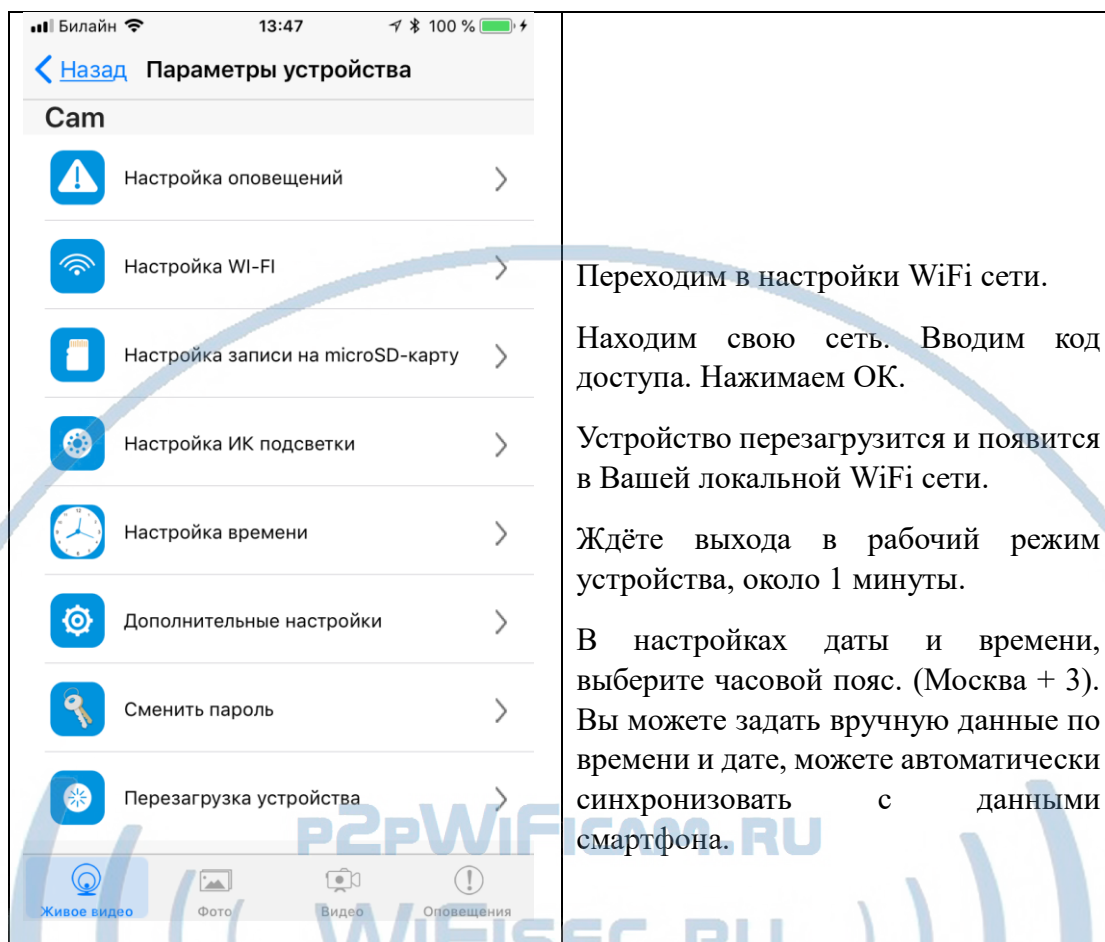 Билайн 13:47 100 %
Назад Параметры устройства
Cam
Настройка оповещений
Настройка WI-FI
Настройка записи на microSD-карту
Настройка ИК подсветки
Настройка времени
Дополнительные настройки
Сменить пароль
Перезагрузка устройства
Живое видео Фото Видео Оповещения
Переходим в настройки WiFi сети.
Находим свою сеть. Вводим код
доступа. Нажимаем ОК.
Устройство перезагрузится и появится
в Вашей локальной WiFi сети.
Ждёте выхода в рабочий режим
устройства, около 1 минуты.
В настройках даты и времени,
выберите часовой пояс. (Москва + 3).
Вы можете задать вручную данные по
времени и дате, можете автоматически
синхронизовать с данными
смартфона.
P2PWIFICAM.RU
WIFISEC.RU